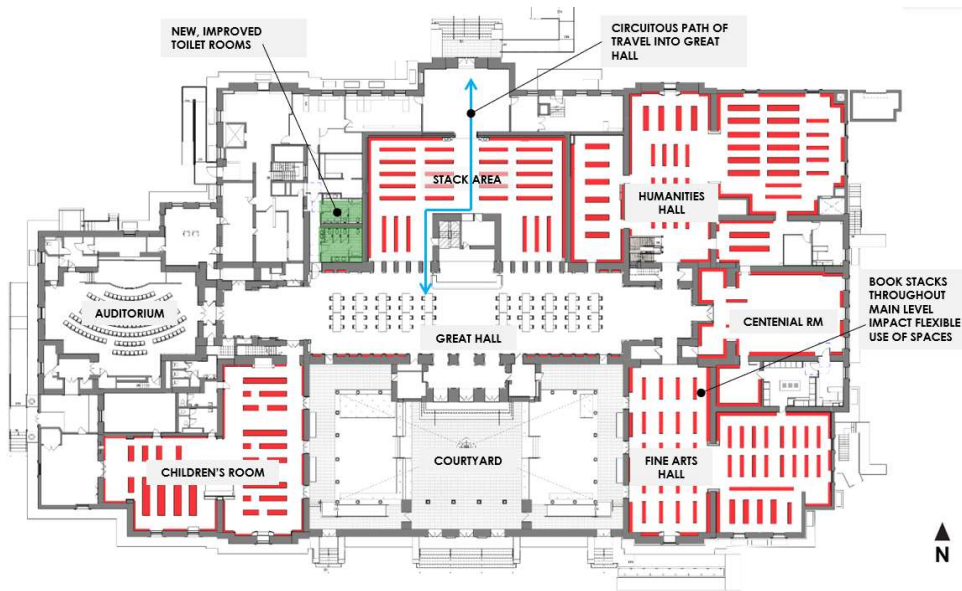 NEW, IMPROVED
TOILET ROOMS
CIRCUITOUS PATH OF
TRAVEL INTO GREAT
HALL
STACK AREA
HUMANITIES
HALL
BOOK STACKS
THROUGHOUT
MAIN LEVEL
IMPACT FLEXIBLE
USE OF SPACES
AUDITORIUM
CENTENIAL RM
GREAT HALL
CHILDREN'S ROOM
COURTYARD
FINE ARTS
HALL
N